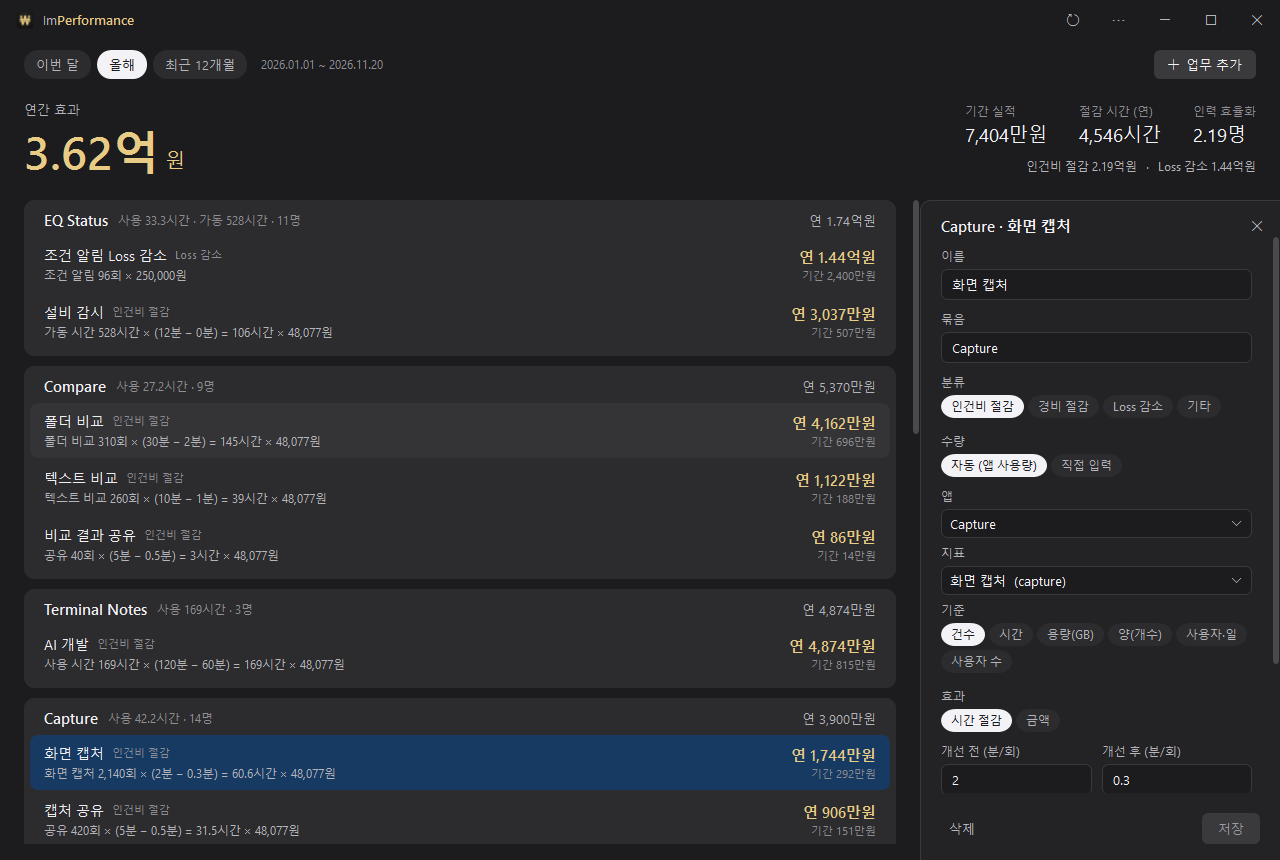 ₩ ImPerformance
이번 달 올해 최근 12개월 2026.01.01 ~ 2026.11.20
+ 업무 추가
연간 효과
3.62억 원
기간 실적 절감 시간 (연) 인력 효율화
7,404만원 4,546시간 2.19명
인건비 절감 2.19억원 · Loss 감소 1.44억원
EQ Status 사용 33.3시간 · 가동 528시간 · 11명 연 1.74억원
조건 알림 Loss 감소 Loss 감소 연 1.44억원
조건 알림 96회 × 250,000원 기간 2,400만원
설비 감시 인건비 절감 연 3,037만원
가동 시간 528시간 × (12분 − 0분) = 106시간 × 48,077원 기간 507만원
Compare 사용 27.2시간 · 9명 연 5,370만원
폴더 비교 인건비 절감 연 4,162만원
폴더 비교 310회 × (30분 − 2분) = 145시간 × 48,077원 기간 696만원
텍스트 비교 인건비 절감 연 1,122만원
텍스트 비교 260회 × (10분 − 1분) = 39시간 × 48,077원 기간 188만원
비교 결과 공유 인건비 절감 연 86만원
공유 40회 × (5분 − 0.5분) = 3시간 × 48,077원 기간 14만원
Terminal Notes 사용 169시간 · 3명 연 4,874만원
AI 개발 인건비 절감 연 4,874만원
사용 시간 169시간 × (120분 − 60분) = 169시간 × 48,077원 기간 815만원
Capture 사용 42.2시간 · 14명 연 3,900만원
화면 캡처 인건비 절감 연 1,744만원
화면 캡처 2,140회 × (2분 − 0.3분) = 60.6시간 × 48,077원 기간 292만원
캡처 공유 인건비 절감 연 906만원
공유 420회 × (5분 − 0.5분) = 31.5시간 × 48,077원 기간 151만원
Capture · 화면 캡처
이름
화면 캡처
묶음
Capture
분류
인건비 절감 경비 절감 Loss 감소 기타
수량
자동 (앱 사용량) 직접 입력
앱
Capture
지표
화면 캡처 (capture)
기준
건수 시간 용량(GB) 양(개수) 사용자·일
사용자 수
효과
시간 절감 금액
개선 전 (분/회) 개선 후 (분/회)
2 0.3
삭제 저장